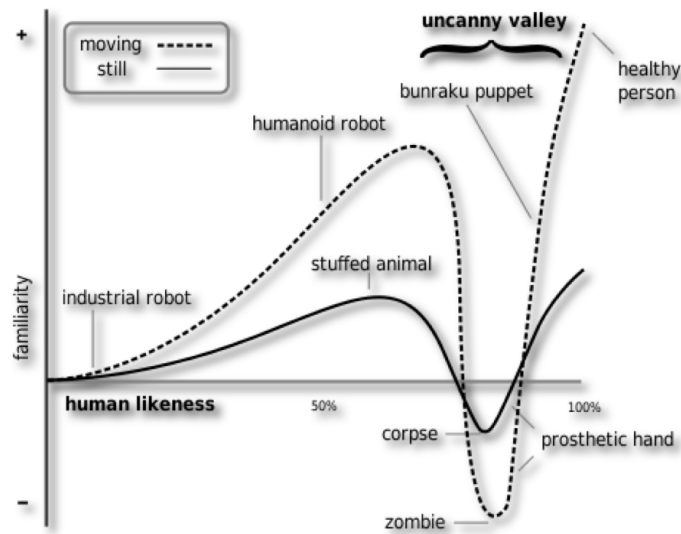 +
uncanny valley
moving
still
healthy
person
bunraku puppet
humanoid robot
stuffed animal
industrial robot
familiarity
human likeness
50%
100%
corpse
prosthetic hand
−
zombie